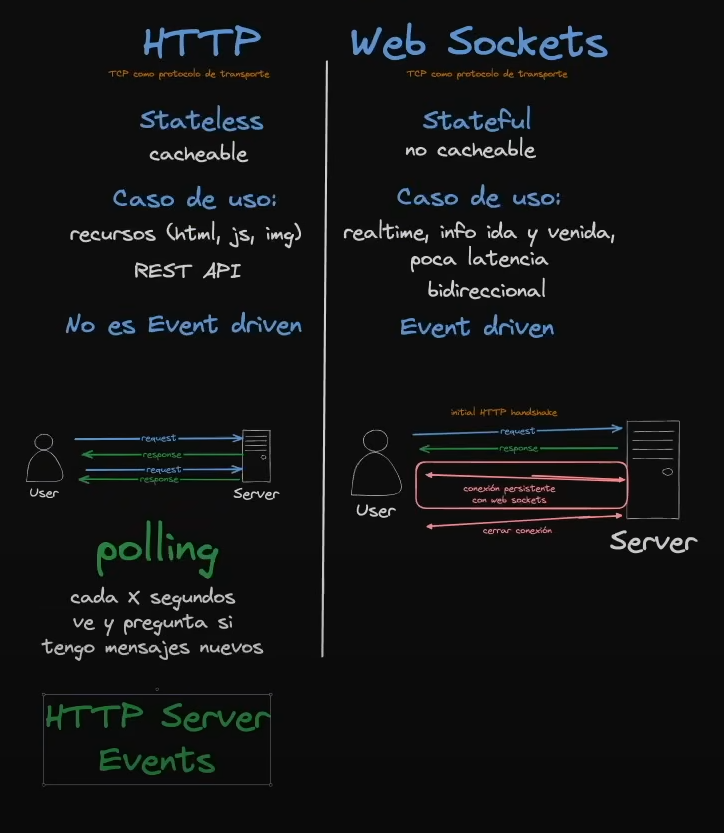 HTTP
TCP como protocolo de transporte
Stateless
cacheable
Caso de uso:
recursos (html, js, img)
REST API
No es Event driven
request
response
request
response
User
Server
polling
cada X segundos
ve y pregunta si
tengo mensajes nuevos
HTTP Server
Events
Web Sockets
TCP como protocolo de transporte
Stateful
no cacheable
Caso de uso:
realtime, info ida y venida,
poca latencia
bidireccional
Event driven
initial HTTP handshake
request
response
conexión persistente
con web sockets
cerrar conexión
User
Server